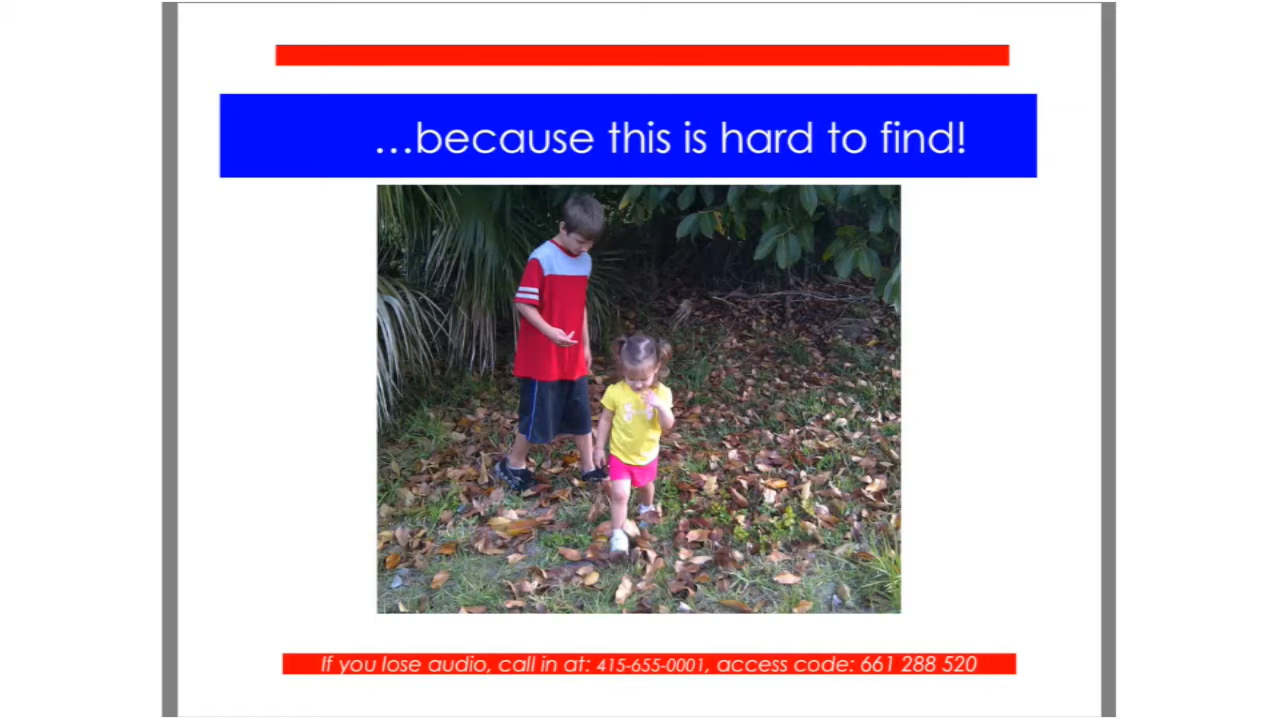 ...because this is hard to find!
If you lose audio, call in at: 415-655-0001, access code: 661 288 520